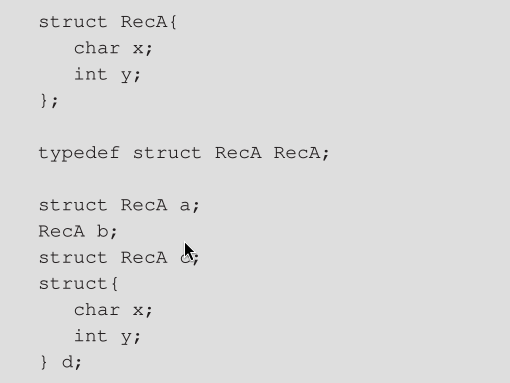 struct RecA{
char x;
int y;
};
typedef struct RecA RecA;
struct RecA a;
RecA b;
struct RecA c;
struct{
char x;
int y;
} d;